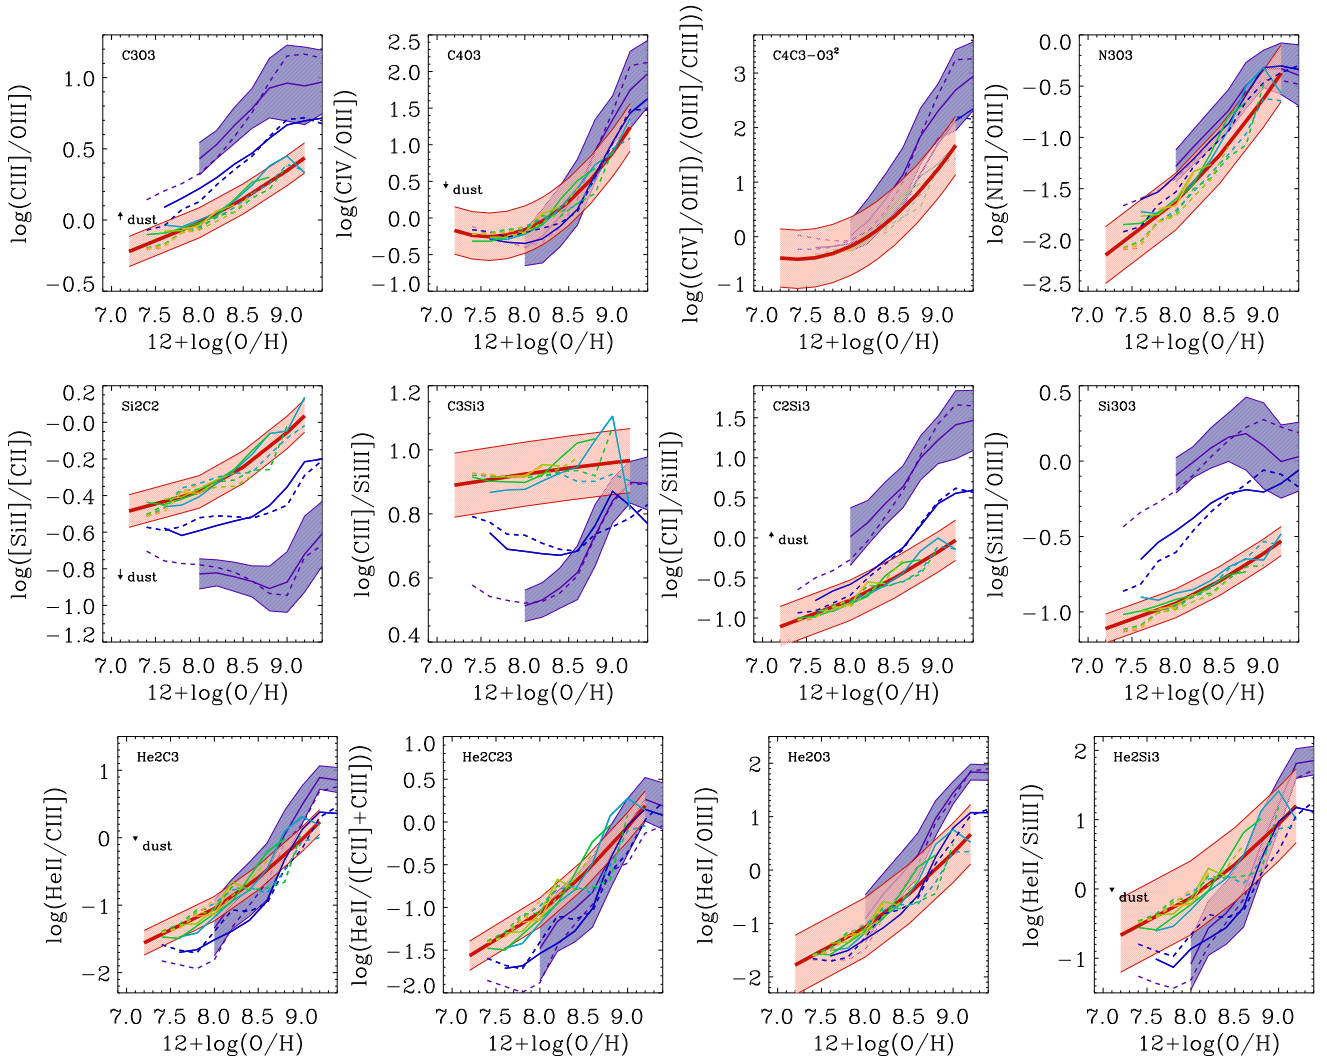 C3O3
log(CIII]/OIII])
1.0
0.5
0.0
−0.5
dust
7.0 7.5 8.0 8.5 9.0
12+log(O/H)
C4O3
log(CIV/OIII])
2.5
2.0
1.5
1.0
0.5
0.0
−0.5
−1.0
dust
7.0 7.5 8.0 8.5 9.0
12+log(O/H)
C4C3−O3²
log((CIV]/OIII])/(OIII]/CIII]))
3
2
1
0
−1
7.0 7.5 8.0 8.5 9.0
12+log(O/H)
N3O3
log(NIII]/OIII])
0.0
−0.5
−1.0
−1.5
−2.0
−2.5
7.0 7.5 8.0 8.5 9.0
12+log(O/H)
Si2C2
log([SiII]/[CII])
0.2
−0.0
−0.2
−0.4
−0.6
−0.8
−1.0
−1.2
dust
7.0 7.5 8.0 8.5 9.0
12+log(O/H)
C3Si3
log(CIII]/SiIII])
1.2
1.0
0.8
0.6
0.4
7.0 7.5 8.0 8.5 9.0
12+log(O/H)
C2Si3
log([CII]/SiIII])
1.5
1.0
0.5
0.0
−0.5
−1.0
dust
7.0 7.5 8.0 8.5 9.0
12+log(O/H)
Si3O3
log(SiIII]/OIII])
0.5
0.0
−0.5
−1.0
7.0 7.5 8.0 8.5 9.0
12+log(O/H)
He2C3
log(HeII/CIII])
1
0
−1
−2
dust
7.0 7.5 8.0 8.5 9.0
12+log(O/H)
He2C23
log(HeII/([CII]+CIII]))
1.0
0.5
0.0
−0.5
−1.0
−1.5
−2.0
7.0 7.5 8.0 8.5 9.0
12+log(O/H)
He2O3
log(HeII/OIII])
2
1
0
−1
−2
7.0 7.5 8.0 8.5 9.0
12+log(O/H)
He2Si3
log(HeII/SiIII])
2
1
0
−1
dust
7.0 7.5 8.0 8.5 9.0
12+log(O/H)